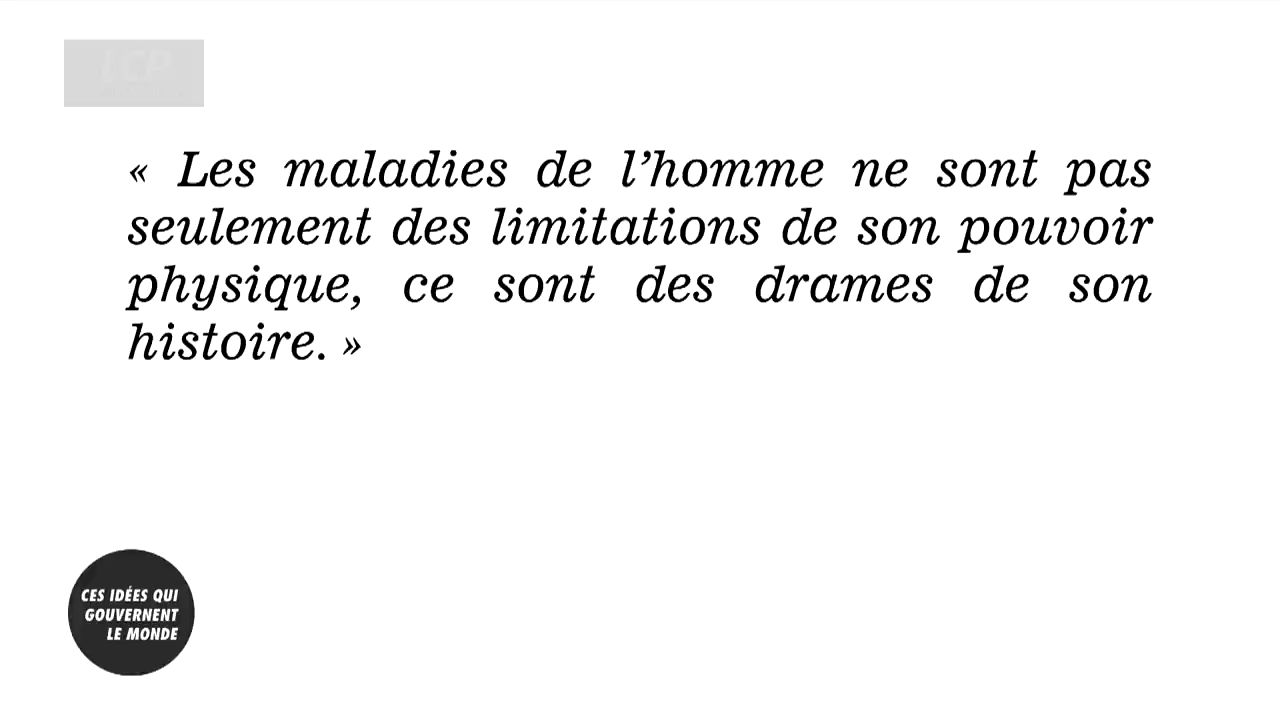 LCP
« Les maladies de l’homme ne sont pas
seulement des limitations de son pouvoir
physique, ce sont des drames de son
histoire. »
CES IDÉES QUI
GOUVERNENT
LE MONDE